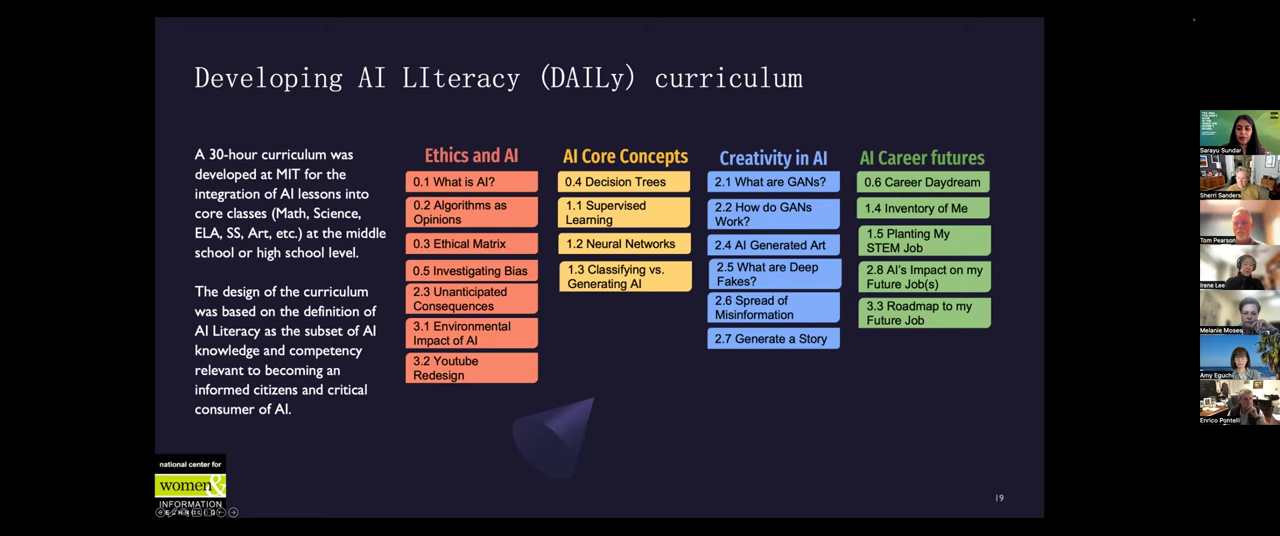 Developing AI LIteracy (DAILy) curriculum
A 30-hour curriculum was
developed at MIT for the
integration of AI lessons into
core classes (Math, Science,
ELA, SS, Art, etc.) at the middle
school or high school level.
The design of the curriculum
was based on the definition of
AI Literacy as the subset of AI
knowledge and competency
relevant to becoming an
informed citizens and critical
consumer of AI.
Ethics and AI
0.1 What is AI?
0.2 Algorithms as
Opinions
0.3 Ethical Matrix
0.5 Investigating Bias
2.3 Unanticipated
Consequences
3.1 Environmental
Impact of AI
3.2 Youtube
Redesign
AI Core Concepts
0.4 Decision Trees
1.1 Supervised
Learning
1.2 Neural Networks
1.3 Classifying vs.
Generating AI
Creativity in AI
2.1 What are GANs?
2.2 How do GANs
Work?
2.4 AI Generated Art
2.5 What are Deep
Fakes?
2.6 Spread of
Misinformation
2.7 Generate a Story
AI Career futures
0.6 Career Daydream
1.4 Inventory of Me
1.5 Planting My
STEM Job
2.8 AI's Impact on my
Future Job(s)
3.3 Roadmap to my
Future Job
national center for
women &
INFORMATION
19
Sarayu Sundar
Sherri Sanders
Tom Pearson
Irene Lee
Melanie Moses
Amy Eguchi
Enrico Pontelli